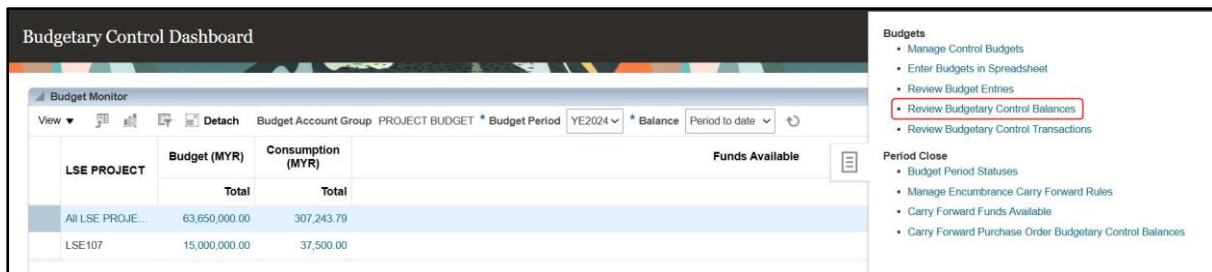 Budgetary Control Dashboard
Budget Monitor
View Detach Budget Account Group PROJECT BUDGET * Budget Period YE2024 * Balance Period to date
LSE PROJECT Budget (MYR) Consumption (MYR) Funds Available
Total Total
All LSE PROJE... 63,650,000.00 307,243.79
LSE107 15,000,000.00 37,500.00
Budgets
• Manage Control Budgets
• Enter Budgets in Spreadsheet
• Review Budget Entries
• Review Budgetary Control Balances
• Review Budgetary Control Transactions
Period Close
• Budget Period Statuses
• Manage Encumbrance Carry Forward Rules
• Carry Forward Funds Available
• Carry Forward Purchase Order Budgetary Control Balances